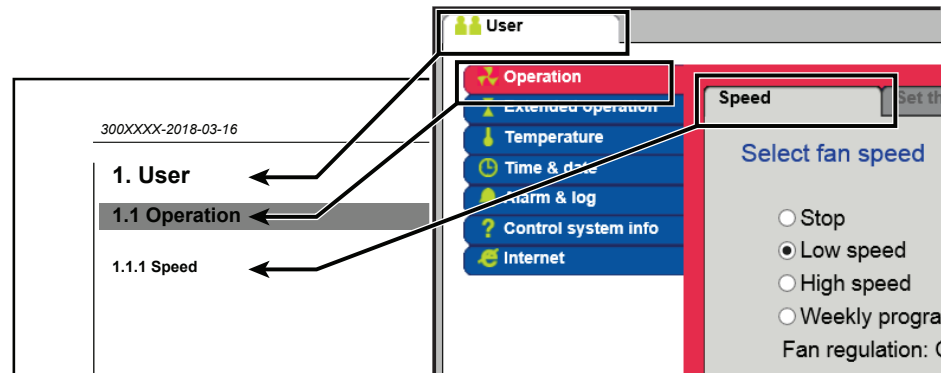 300XXXX-2018-03-16
1. User
1.1 Operation
1.1.1 Speed
User
Operation
Extended operation
Temperature
Time & date
Alarm & log
Control system info
Internet
Speed
Set
Select fan speed
Stop
Low speed
High speed
Weekly
Fan regulation: